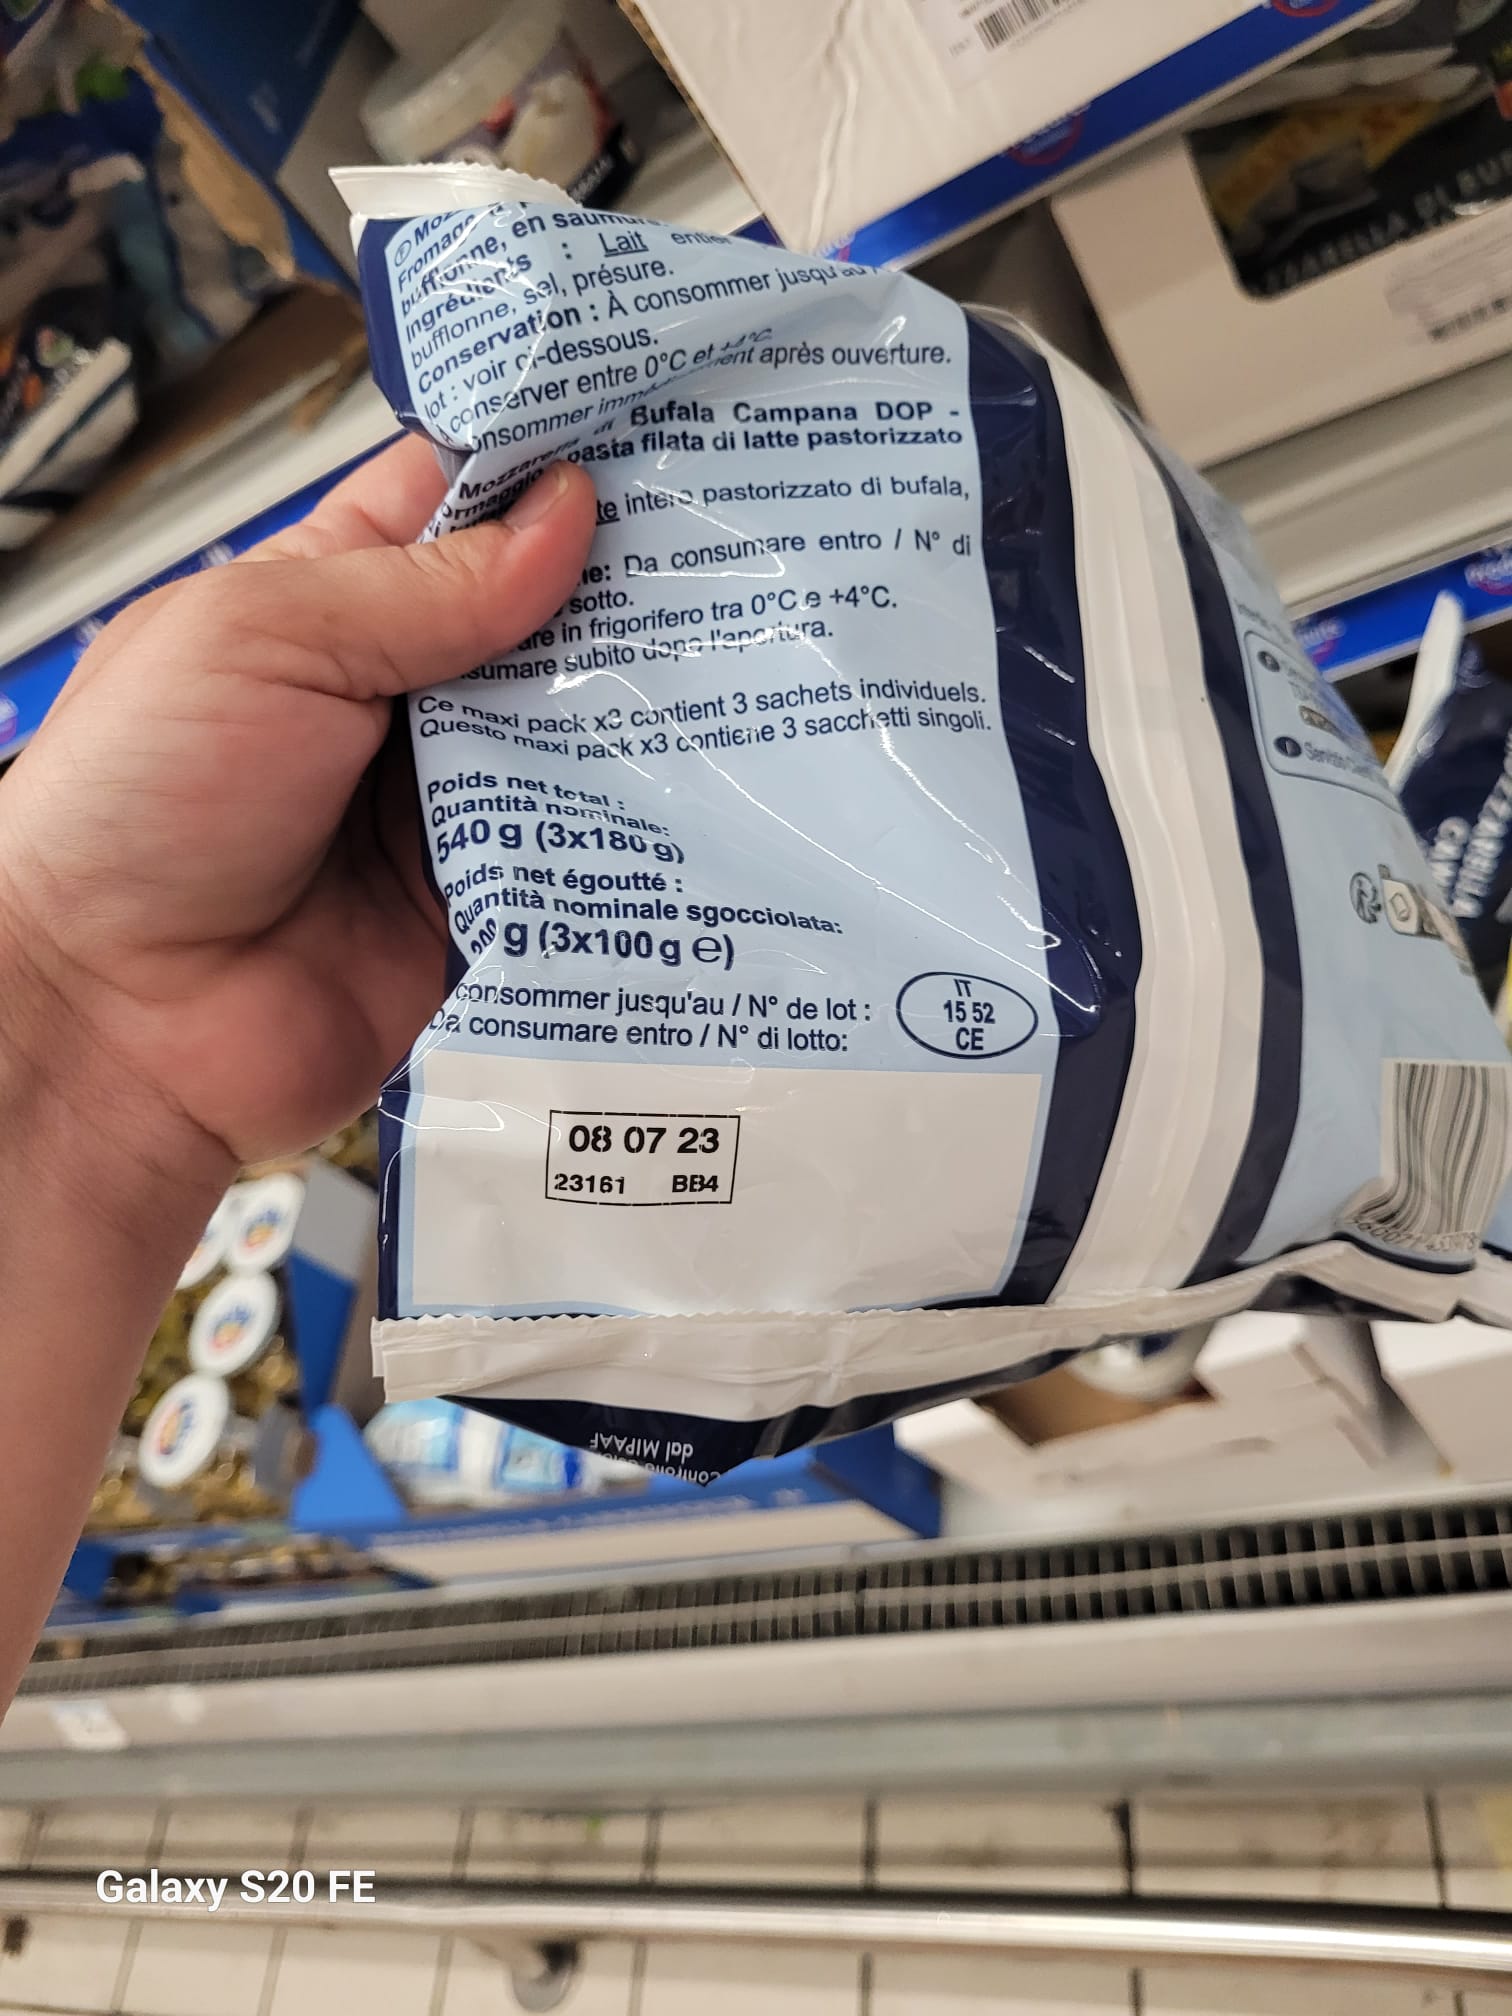 en saumure
bufflonne,
Ingrédients : Lait entier
bufflonne, sel, présure.
Conservation : À consommer jusqu'au /
lot : voir ci-dessous.
conserver entre 0°C et +4°C
après ouverture.
Bufala Campana DOP -
pasta filata di latte pastorizzato
intero pastorizzato di bufala,
Da consumare entro / N° di
sotto.
in frigorifero tra 0°C e +4°C.
subito dopo l'apertura.
Ce maxi pack x3 contient 3 sachets individuels.
Questo maxi pack x3 contiene 3 sacchetti singoli.
Poids net total :
Quantità nominale:
540 g (3x180 g)
Poids net égoutté :
Quantità nominale sgocciolata:
g (3x100 g e)
consommer jusqu'au / N° de lot :
Da consumare entro / N° di lotto:
IT
15 52
CE
08 07 23
23161 BB4
dal MIPAAF
Galaxy S20 FE